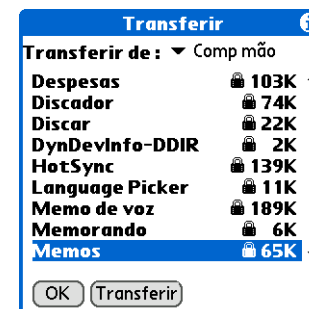 Transferir
Transferir de: Comp mão
Despesas 103K
Discador 74K
Discar 22K
DynDevInfo-DDIR 2K
HotSync 139K
Language Picker 11K
Memo de voz 189K
Memorando 6K
Memos 65K
OK Transferir